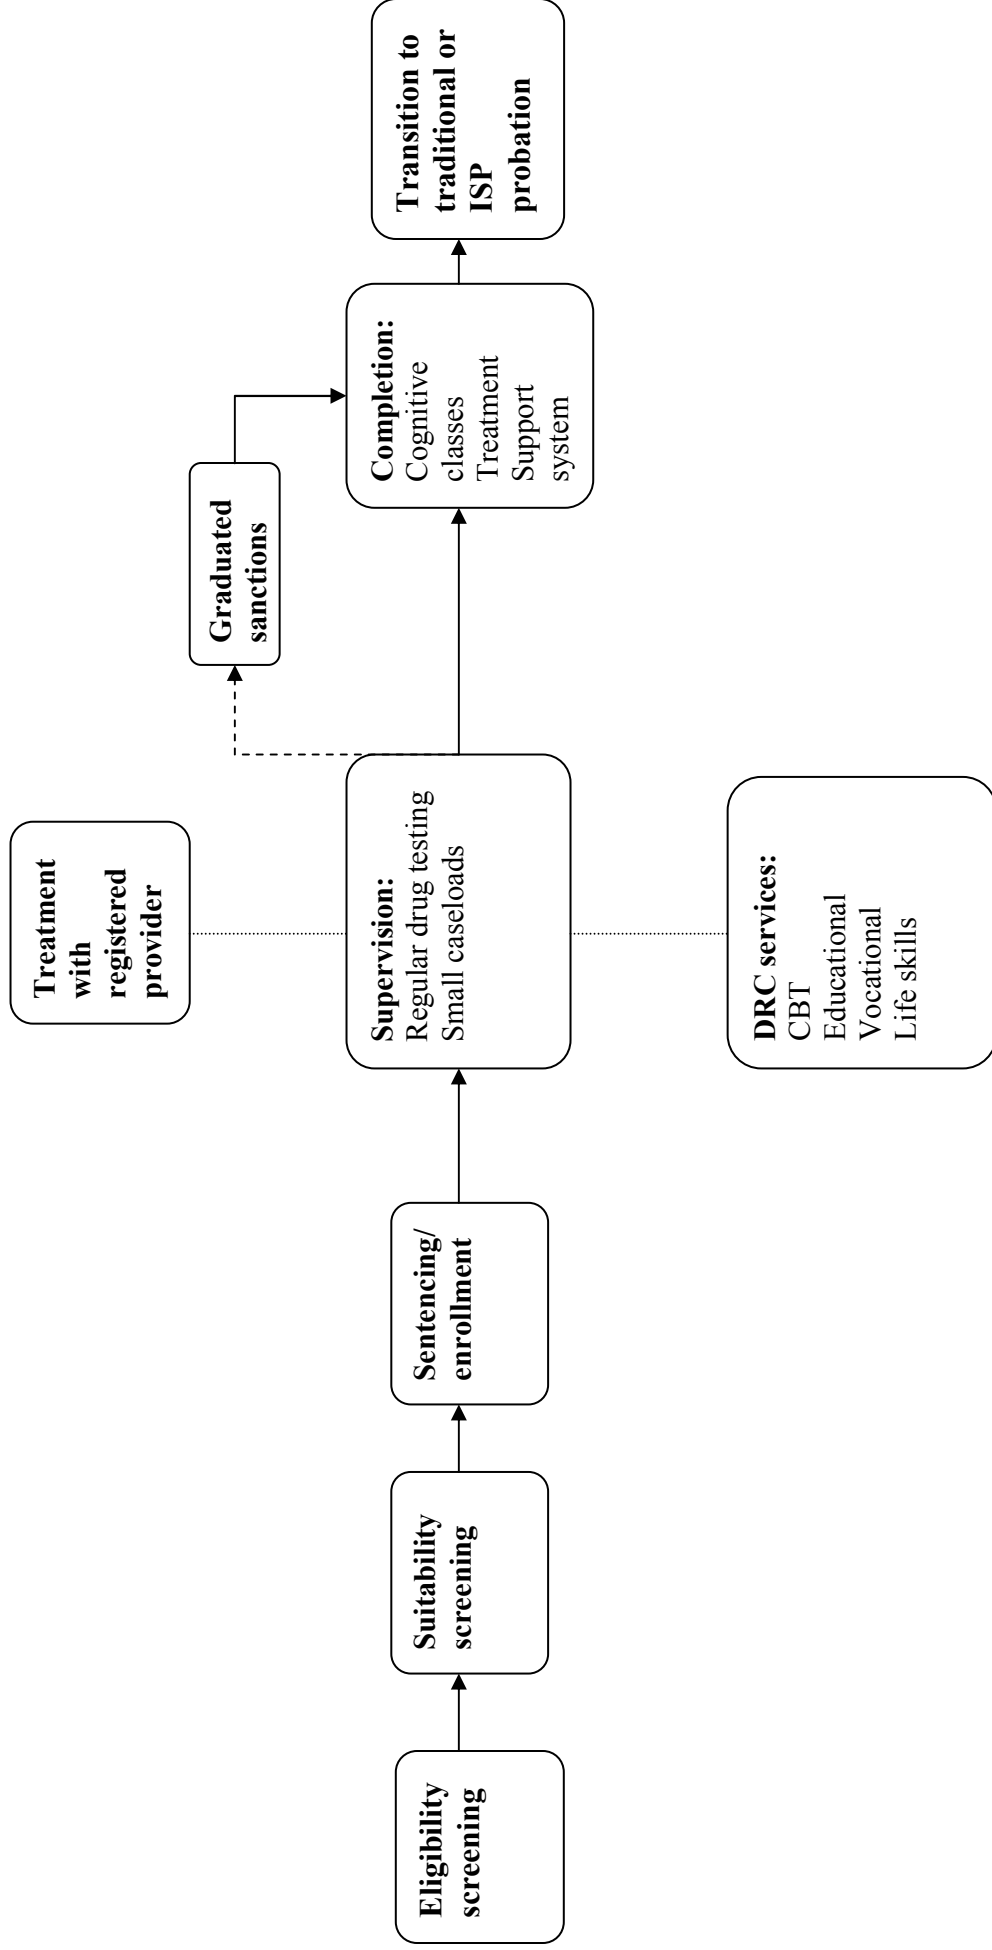 Eligibility
screening
Suitability
screening
Sentencing/
enrollment
Treatment
with
registered
provider
Supervision:
Regular drug testing
Small caseloads
DRC services:
CBT
Educational
Vocational
Life skills
Graduated
sanctions
Completion:
Cognitive
classes
Treatment
Support
system
Transition to
traditional or
ISP
probation